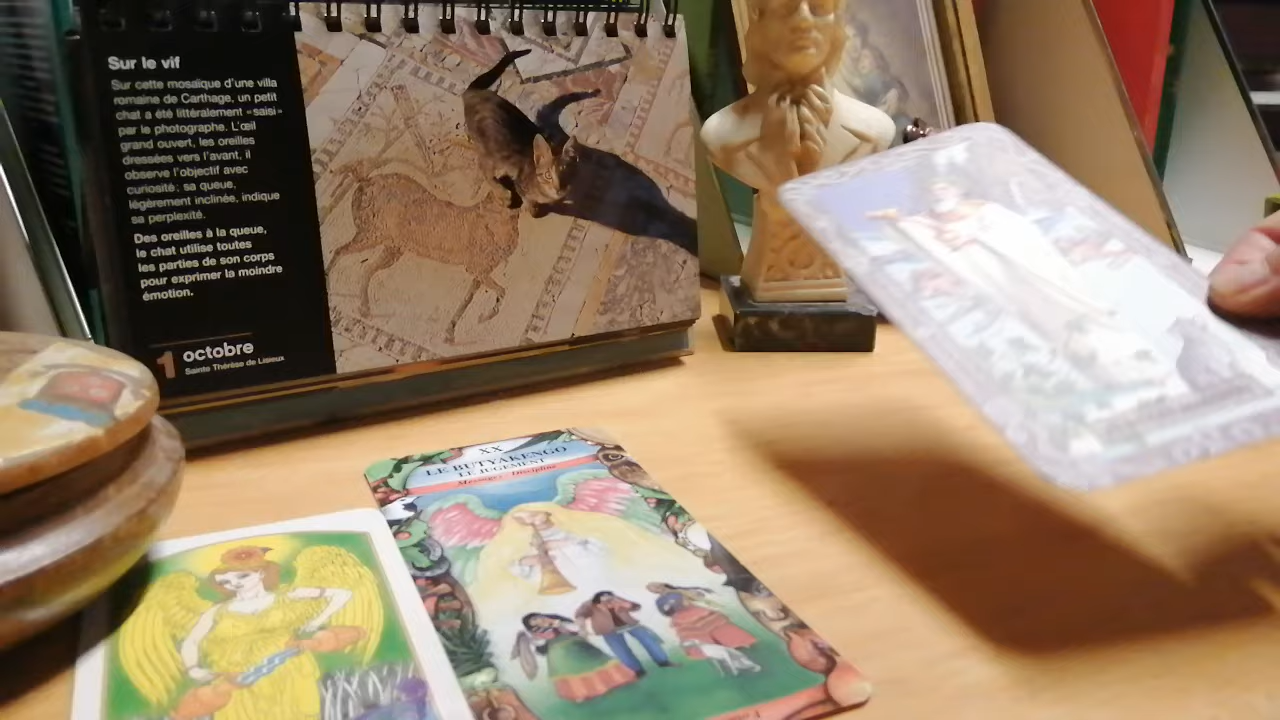 Sur le vif
Sur cette mosaïque d'une villa
romaine de Carthage, un petit
chat a été littéralement «saisi»
par le photographe. L'œil
grand ouvert, les oreilles
dressées vers l'avant, il
observe l'objectif avec
curiosité; sa queue,
légèrement inclinée, indique
sa perplexité.
Des oreilles à la queue,
le chat utilise toutes
les parties de son corps
pour exprimer la moindre
émotion.
1 octobre
Sainte Thérèse de Lisieux
XX
LE BUTYAKENGO
LE JUGEMENT
Messager - Discipline